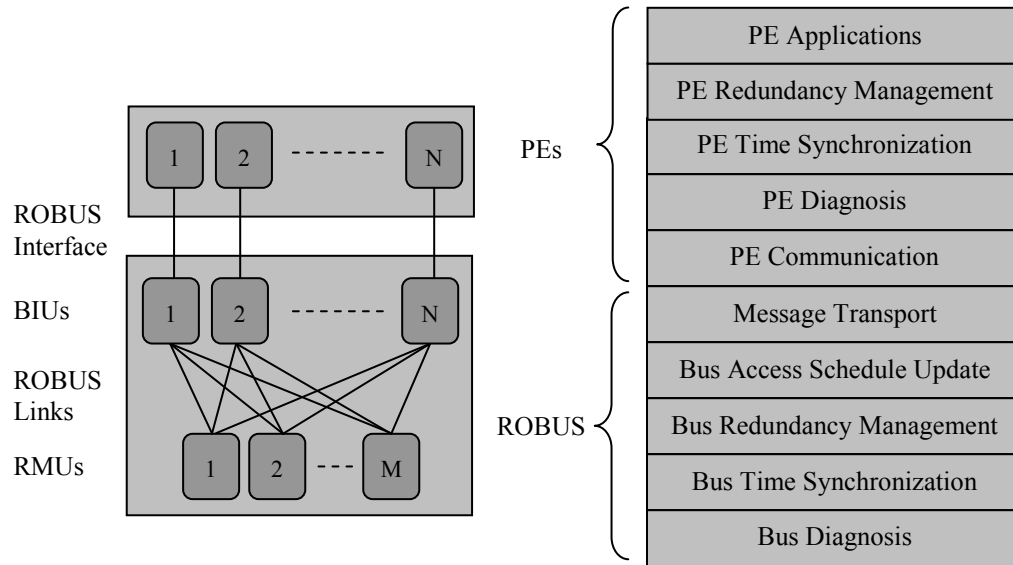 1
2
N
ROBUS
Interface
BIUs
1
2
N
ROBUS
Links
RMUs
1
2
M
PEs
ROBUS
PE Applications
PE Redundancy Management
PE Time Synchronization
PE Diagnosis
PE Communication
Message Transport
Bus Access Schedule Update
Bus Redundancy Management
Bus Time Synchronization
Bus Diagnosis